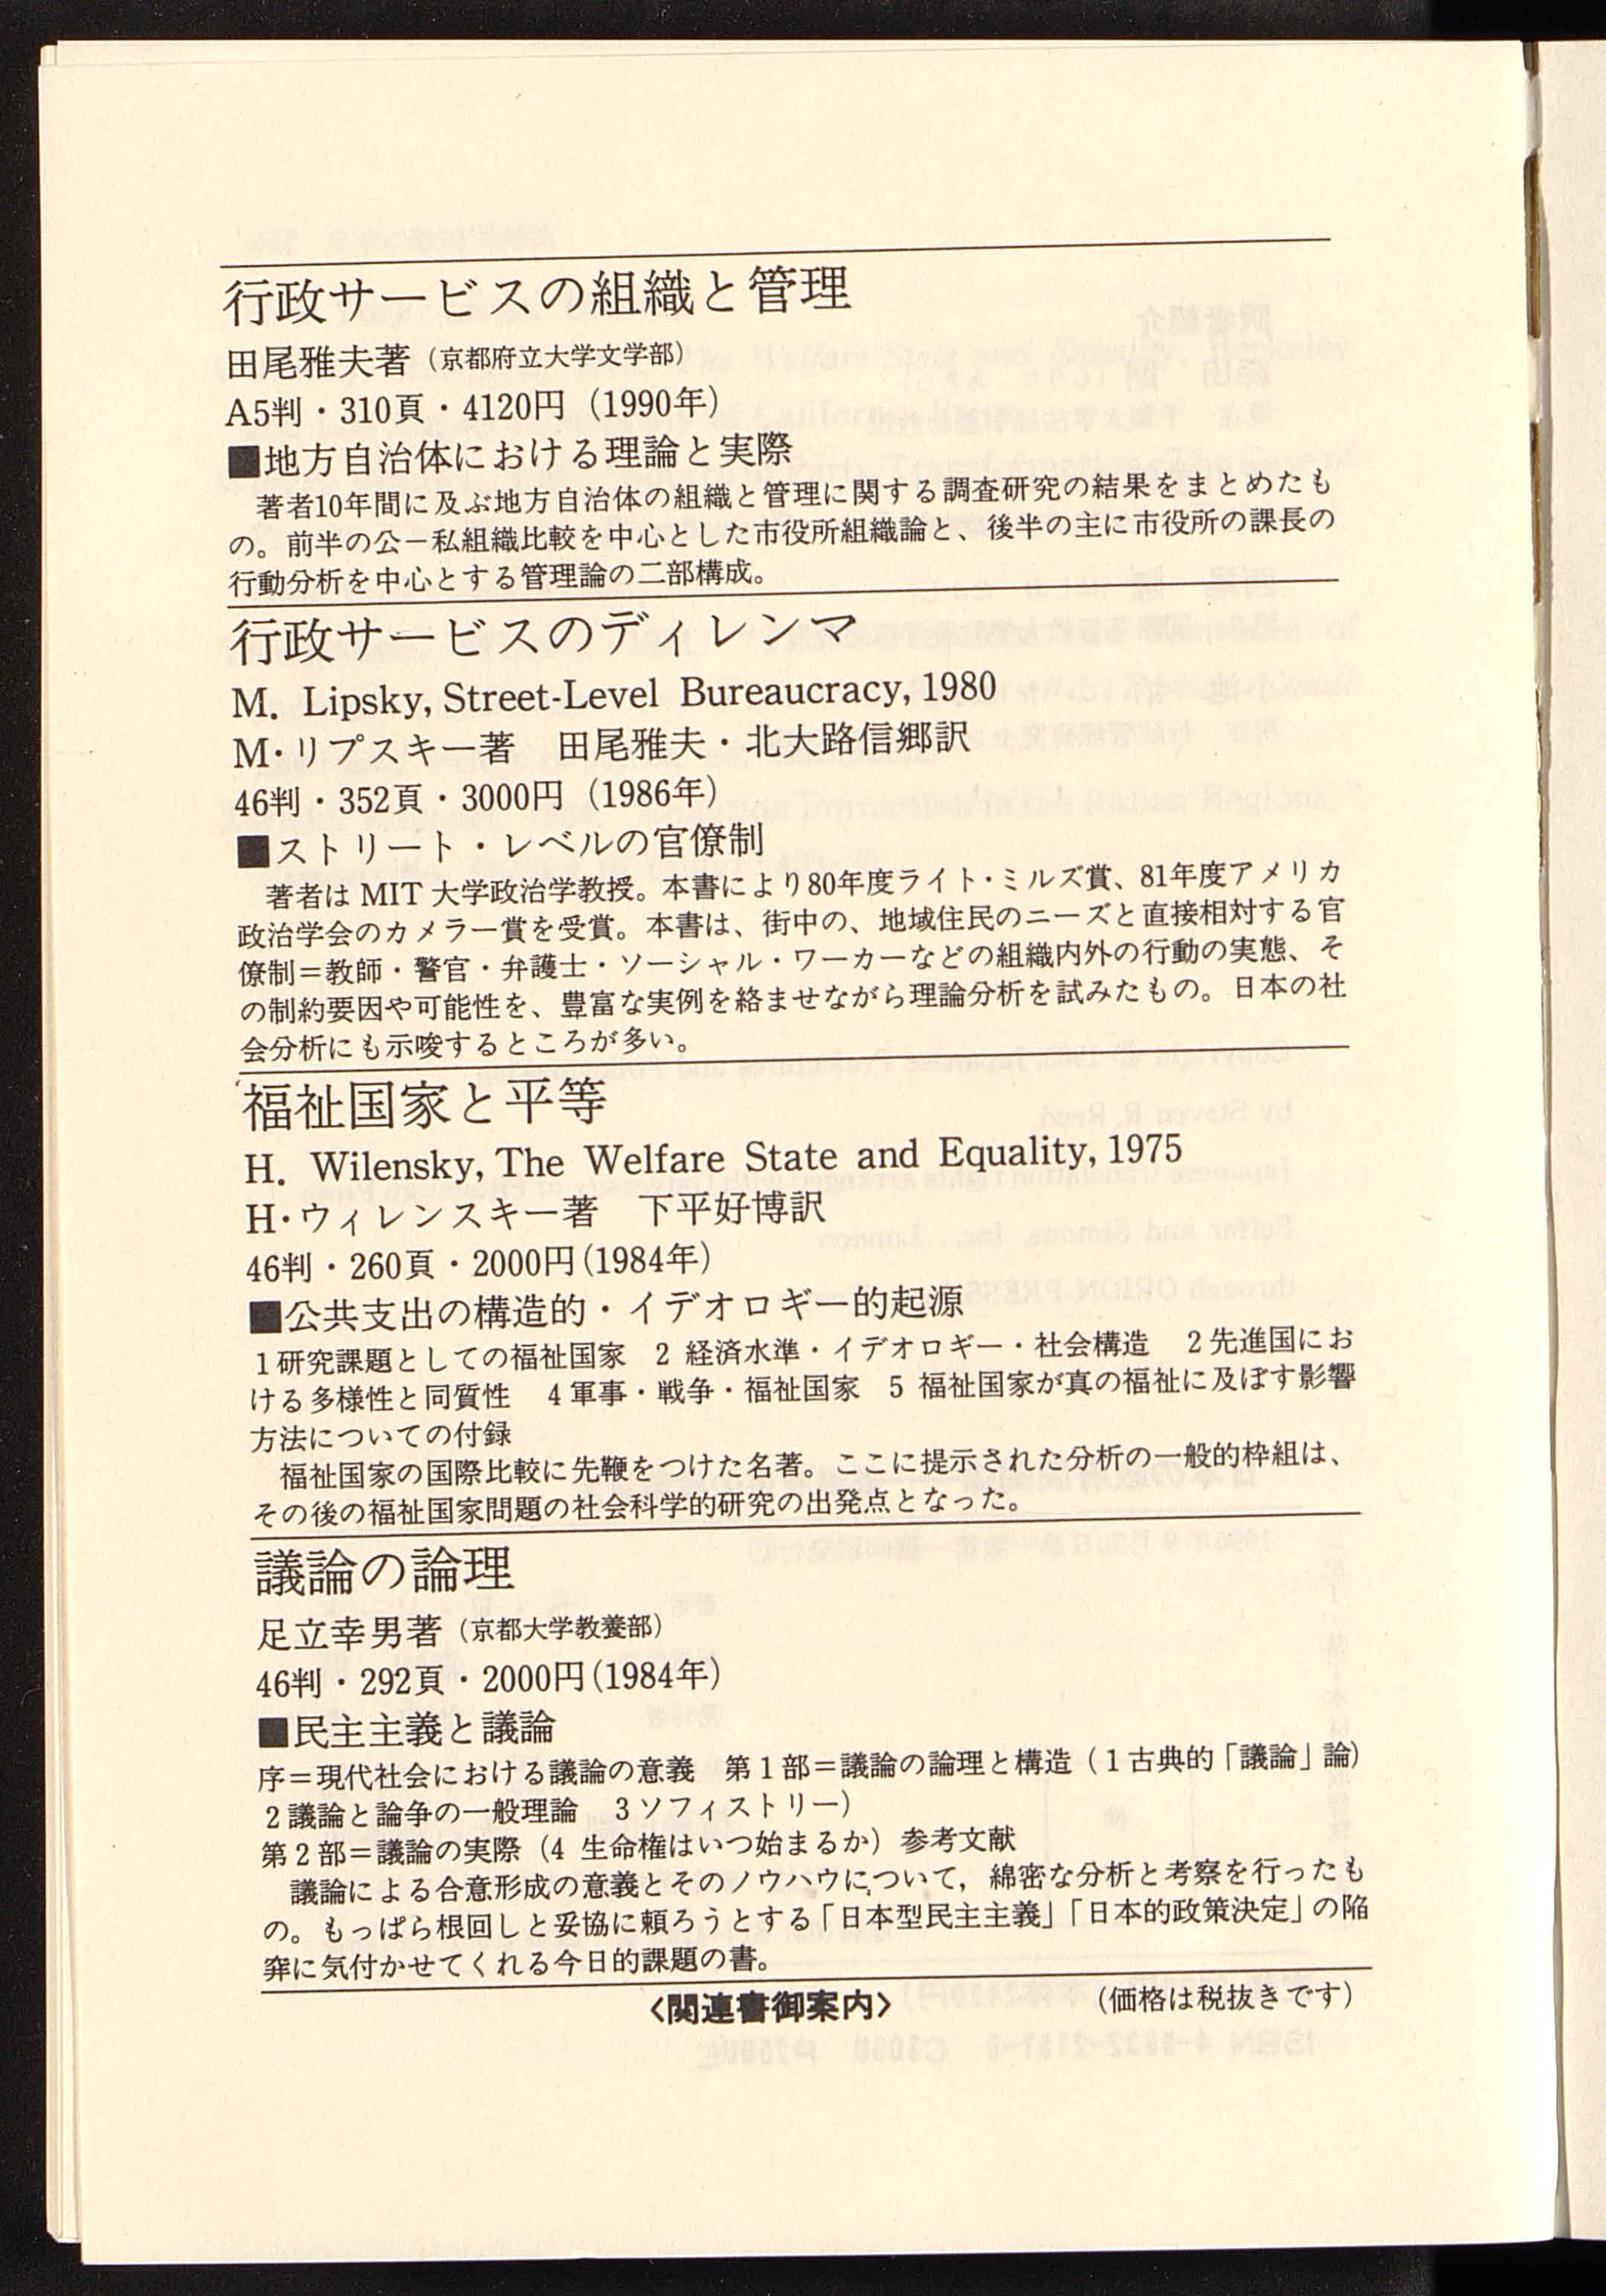 行政サービスの組織と管理
田尾雅夫著（京都府立大学文学部）
A5判・310頁・4120円（1990年）
■地方自治体における理論と実際
著者10年間に及ぶ地方自治体の組織と管理に関する調査研究の結果をまとめたも
の。前半の公－私組織比較を中心とした市役所組織論と、後半の主に市役所の課長の
行動分析を中心とする管理論の二部構成。
行政サービスのディレンマ
M. Lipsky, Street-Level Bureaucracy, 1980
M・リプスキー著　田尾雅夫・北大路信郷訳
46判・352頁・3000円（1986年）
■ストリート・レベルの官僚制
著者は MIT 大学政治学教授。本書により80年度ライト・ミルズ賞、81年度アメリカ
政治学会のカメラー賞を受賞。本書は、街中の、地域住民のニーズと直接相対する官
僚制＝教師・警官・弁護士・ソーシャル・ワーカーなどの組織内外の行動の実態、そ
の制約要因や可能性を、豊富な実例を絡ませながら理論分析を試みたもの。日本の社
会分析にも示唆するところが多い。
福祉国家と平等
H. Wilensky, The Welfare State and Equality, 1975
H・ウィレンスキー著　下平好博訳
46判・260頁・2000円（1984年）
■公共支出の構造的・イデオロギー的起源
1研究課題としての福祉国家　2 経済水準・イデオロギー・社会構造　2先進国にお
ける多様性と同質性　4軍事・戦争・福祉国家　5 福祉国家が真の福祉に及ぼす影響
方法についての付録
福祉国家の国際比較に先鞭をつけた名著。ここに提示された分析の一般的枠組は、
その後の福祉国家問題の社会科学的研究の出発点となった。
議論の論理
足立幸男著（京都大学教養部）
46判・292頁・2000円（1984年）
■民主主義と議論
序＝現代社会における議論の意義　第1部＝議論の論理と構造（1古典的「議論」論）
2議論と論争の一般理論　3ソフィストリー）
第2部＝議論の実際（4 生命権はいつ始まるか）参考文献
議論による合意形成の意義とそのノウハウについて，綿密な分析と考察を行ったも
の。もっぱら根回しと妥協に頼ろうとする「日本型民主主義」「日本的政策決定」の陥
穽に気付かせてくれる今日的課題の書。
〈関連書御案内〉　（価格は税抜きです）